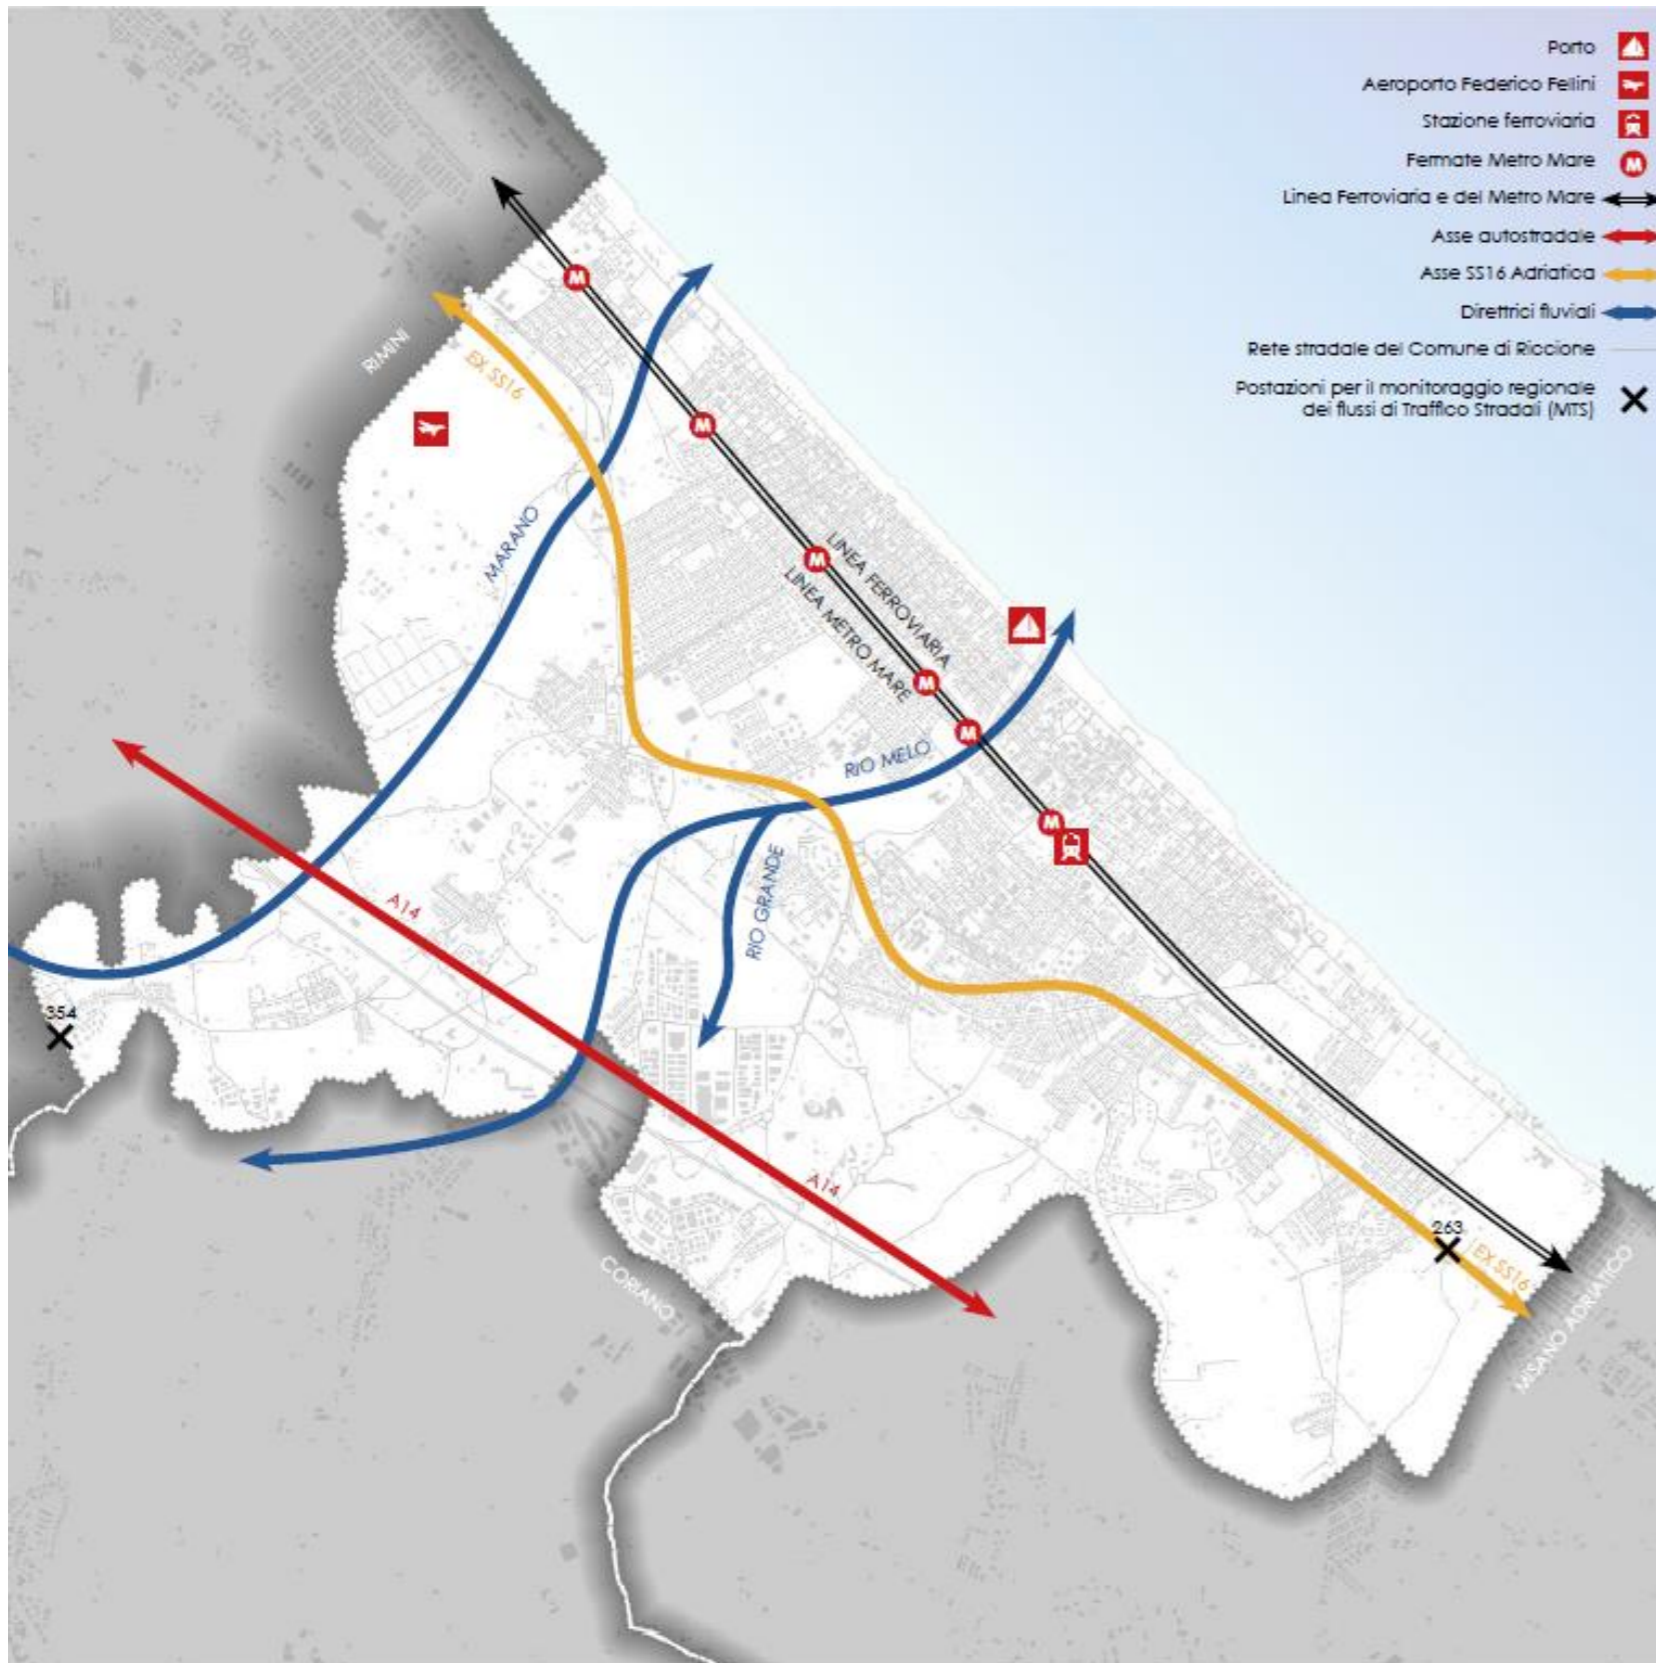 Porto
Aeroporto Federico Fellini
Stazione ferroviaria
Fermate Metro Mare
M
Linea Ferroviaria e del Metro Mare
Asse autostradale
Asse SS16 Adriatica
Direttrici fluviali
Rete stradale del Comune di Riccione
Postazioni per il monitoraggio regionale
dei flussi di Traffico Stradali (MTS)
M
RIMINI
EX SS16
M
MARANO
M
LINEA FERROVIARIA
LINEA METRO MARE
M
M
RIO MELO
M
RIO GRANDE
A14
354
A14
263
EX SS16
CORIANO
MISANO ADRIATICO